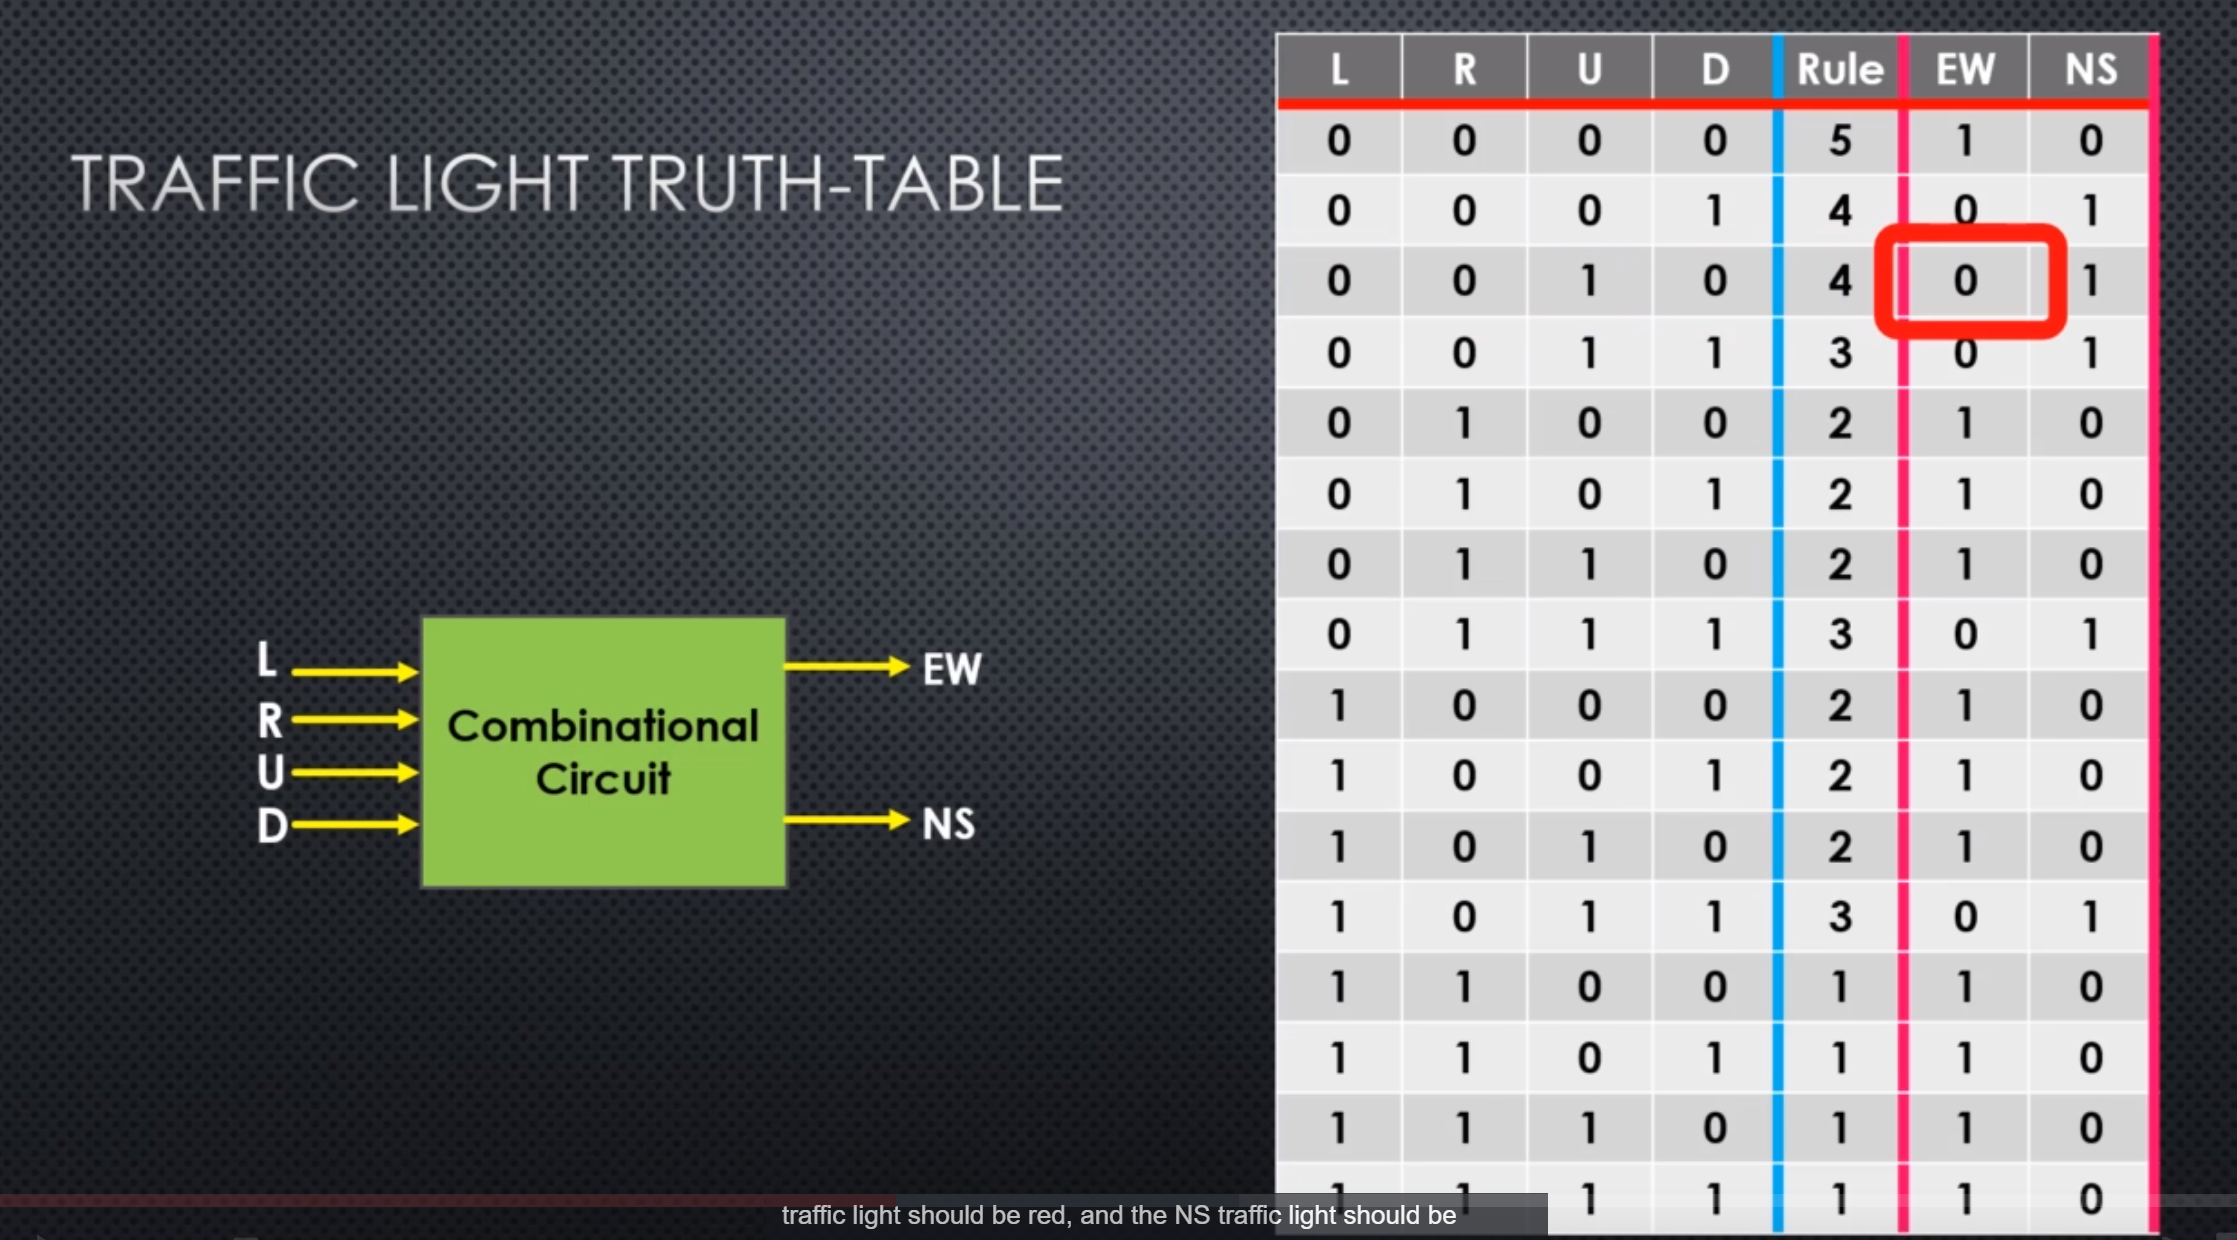 TRAFFIC LIGHT TRUTH-TABLE
L
R
U
D
Combinational
Circuit
EW
NS
L R U D Rule EW NS
0 0 0 0 5 1 0
0 0 0 1 4 0 1
0 0 1 0 4 0 1
0 0 1 1 3 0 1
0 1 0 0 2 1 0
0 1 0 1 2 1 0
0 1 1 0 2 1 0
0 1 1 1 3 0 1
1 0 0 0 2 1 0
1 0 0 1 2 1 0
1 0 1 0 2 1 0
1 0 1 1 3 0 1
1 1 0 0 1 1 0
1 1 0 1 1 1 0
1 1 1 0 1 1 0
1 1 1 1 1 1 0
traffic light should be red, and the NS traffic light should be